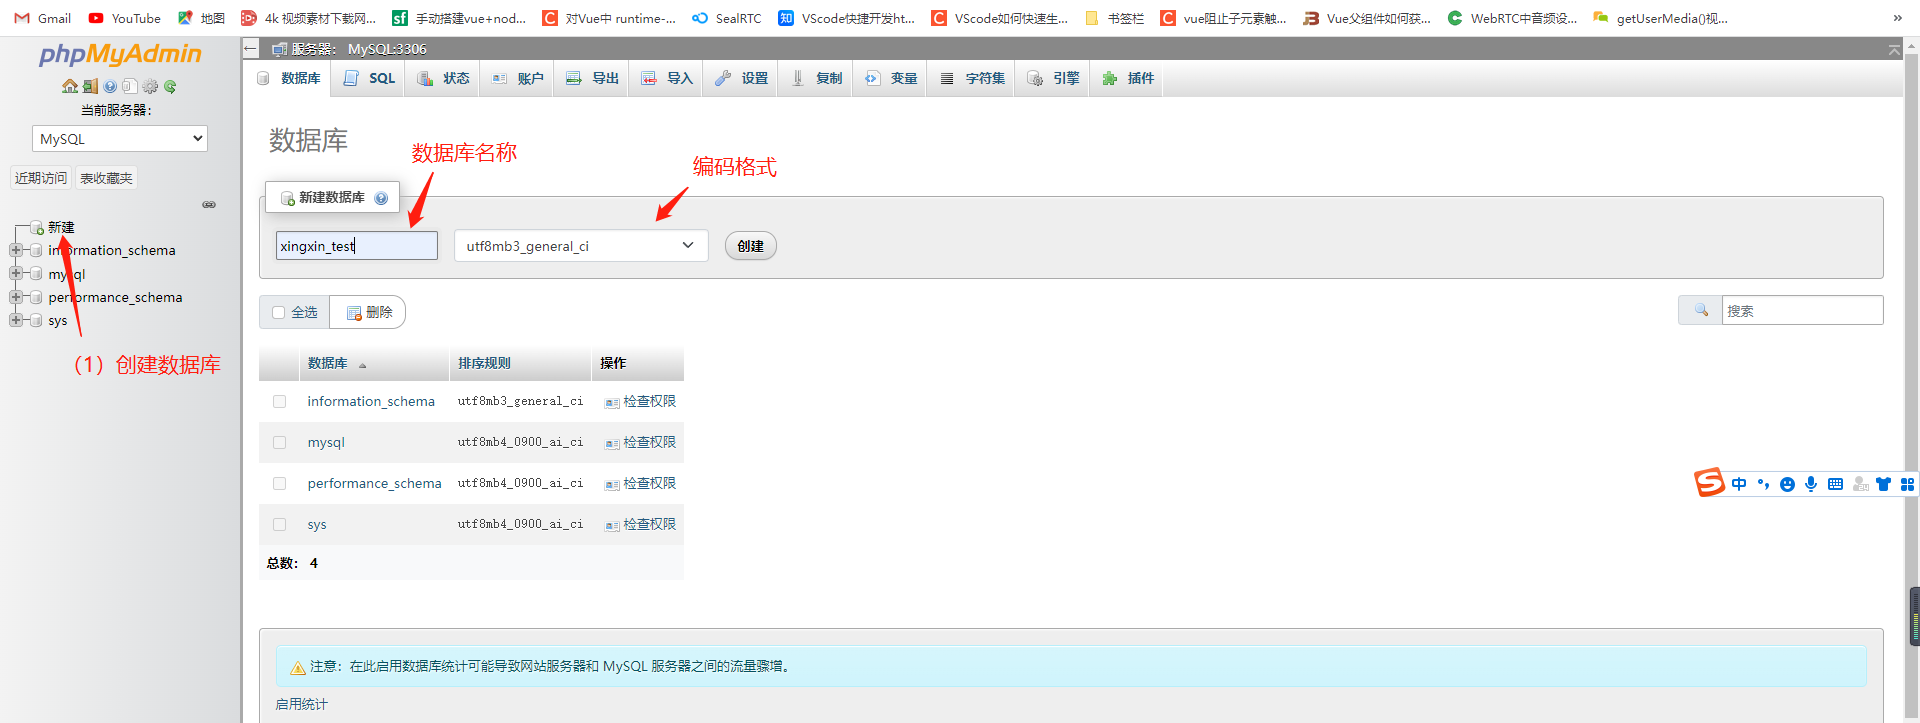 Gmail YouTube 地图 4k 视频素材下载网... 手动搭建vue+nod... 对Vue中 runtime-... SealRTC VScode快捷开发ht... VScode如何快速生... 书签栏 vue阻止子元素触... Vue父组件如何获... WebRTC中音频设... getUserMedia()视... »
phpMyAdmin
当前服务器：
MySQL
近期访问 表收藏夹
新建
information_schema
mysql
performance_schema
sys
（1）创建数据库
服务器： MySQL:3306
数据库 SQL 状态 账户 导出 导入 设置 复制 变量 字符集 引擎 插件
数据库
数据库名称
编码格式
新建数据库
xingxin_test utf8mb3_general_ci 创建
全选 删除
搜索
数据库 排序规则 操作
information_schema utf8mb3_general_ci 检查权限
mysql utf8mb4_0900_ai_ci 检查权限
performance_schema utf8mb4_0900_ai_ci 检查权限
sys utf8mb4_0900_ai_ci 检查权限
总数： 4
中
注意：在此启用数据库统计可能导致网站服务器和 MySQL 服务器之间的流量骤增。
启用统计